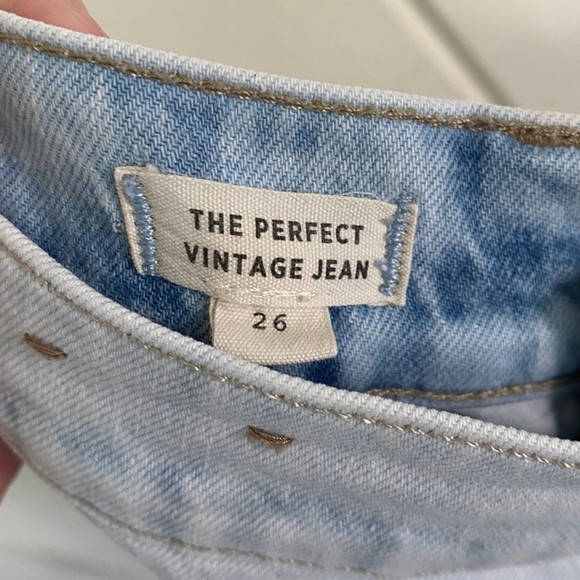 THE PERFECT
VINTAGE JEAN
26